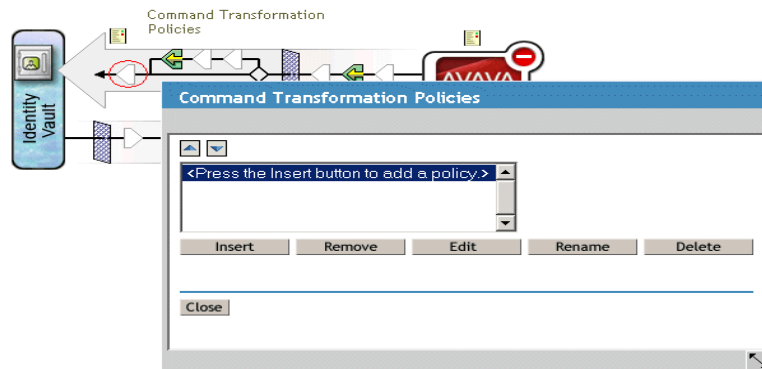 Command Transformation
Policies
Identity
Vault
AVAYA
Command Transformation Policies
<Press the Insert button to add a policy.>
Insert Remove Edit Rename Delete
Close